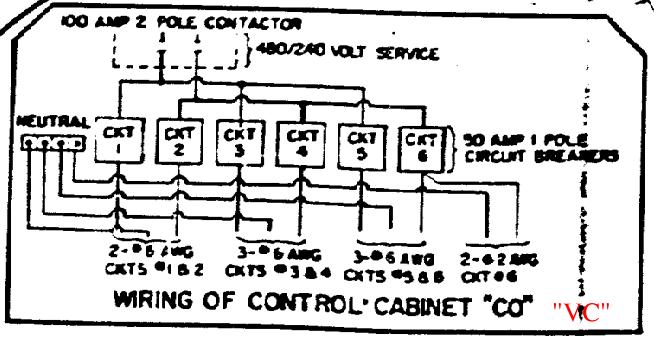 100 AMP 2 POLE CONTACTOR
480/240 VOLT SERVICE
NEUTRAL
CKT 1
CKT 2
CKT 3
CKT 4
CKT 5
CKT 6
50 AMP 1 POLE
CIRCUIT BREAKERS
2-#6 AWG
CKTS #1 & 2
3-#6 AWG
CKTS #3 & 4
3-#6 AWG
CKTS #5 & 6
2-#2 AWG
CKT #6
WIRING OF CONTROL CABINET "CO" "VC"